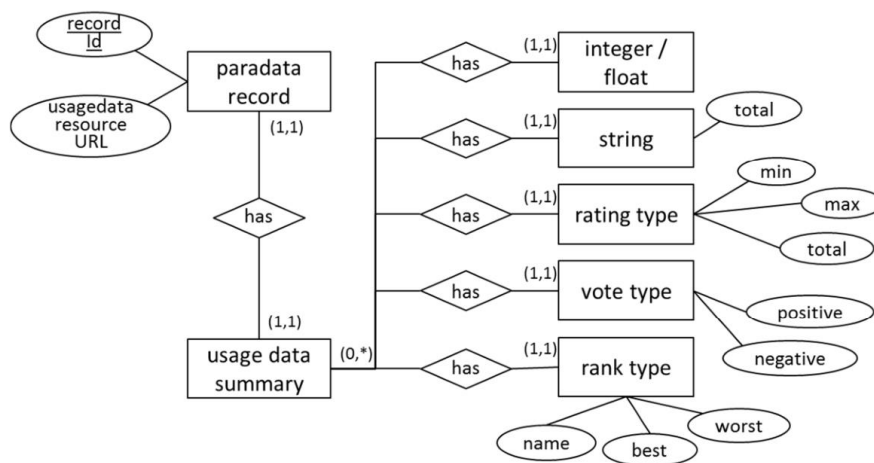 record
Id
usagedata
resource
URL
paradata
record
(1,1)
has
(1,1)
usage data
summary
(0,*)
has
(1,1)
integer /
float
has
(1,1)
string
total
has
(1,1)
rating type
min
max
total
has
(1,1)
vote type
positive
negative
has
(1,1)
rank type
name
best
worst